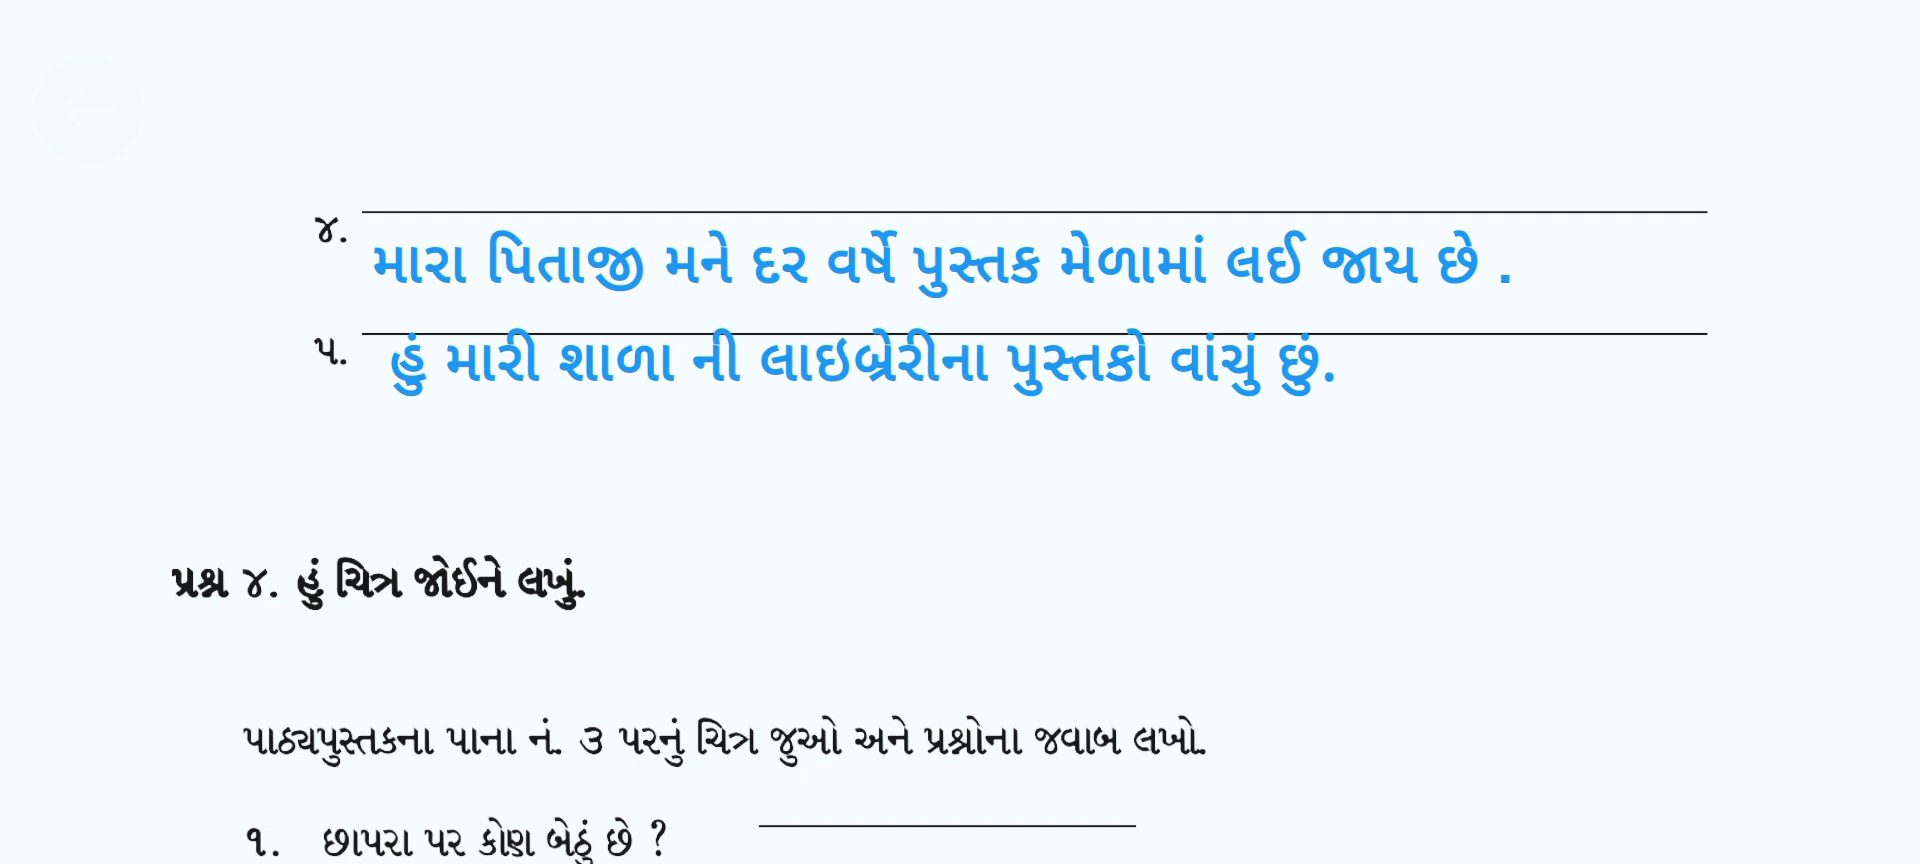 ૪.
મારા પિતાજી મને દર વર્ષે પુસ્તક મેળામાં લઈ જાય છે .
૫. હું મારી શાળા ની લાઇબ્રેરીના પુસ્તકો વાંચું છું.
પ્રશ્ન ૪. હું ચિત્ર જોઈને લખું.
પાઠ્યપુસ્તકના પાના નં. ૩ પરનું ચિત્ર જુઓ અને પ્રશ્નોના જવાબ લખો.
૧. છાપરા પર કોણ બેઠું છે ?